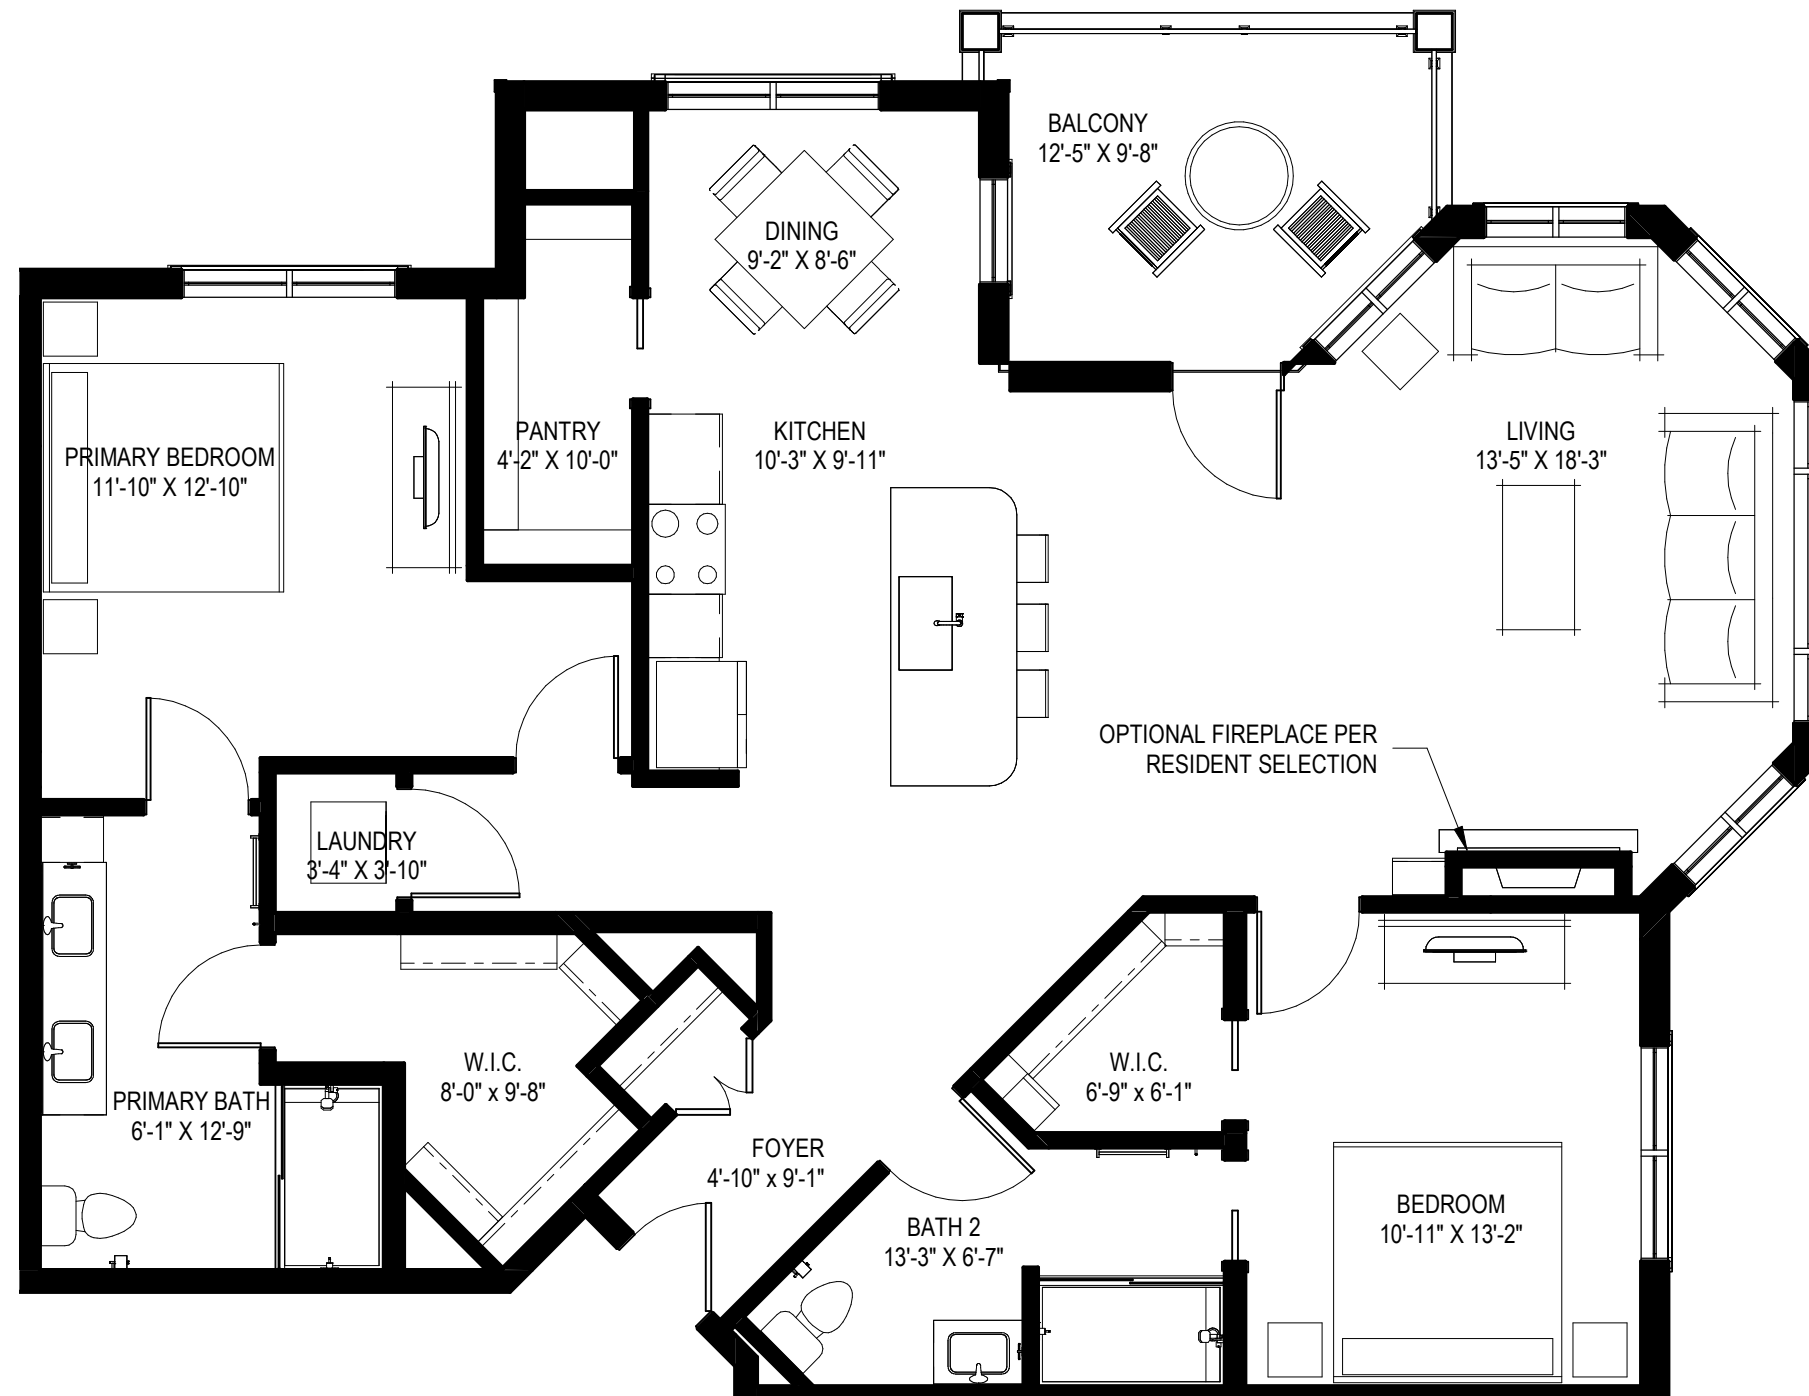 BALCONY
12'-5" X 9'-8"
DINING
9'-2" X 8'-6"
PRIMARY BEDROOM
11'-10" X 12'-10"
PANTRY
4'-2" X 10'-0"
KITCHEN
10'-3" X 9'-11"
LIVING
13'-5" X 18'-3"
OPTIONAL FIREPLACE PER
RESIDENT SELECTION
LAUNDRY
3'-4" X 3'-10"
W.I.C.
8'-0" x 9'-8"
W.I.C.
6'-9" x 6'-1"
PRIMARY BATH
6'-1" X 12'-9"
FOYER
4'-10" x 9'-1"
BATH 2
13'-3" X 6'-7"
BEDROOM
10'-11" X 13'-2"